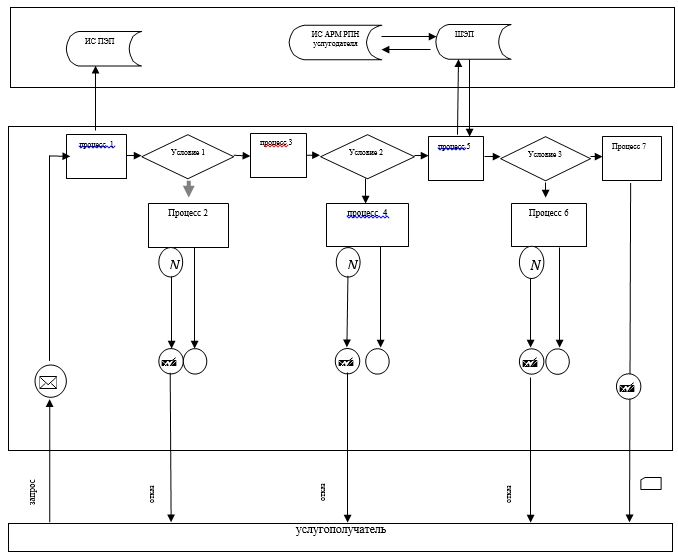 ИС ПЭП
ИС АРМ РПН
услугодателя
ШЭП
процесс 1
Условие 1
процесс 3
Условие 2
процесс 5
Условие 3
Процесс 7
Процесс 2
процесс 4
Процесс 6
N
N
N
запрос
отказ
отказ
отказ
услугополучатель